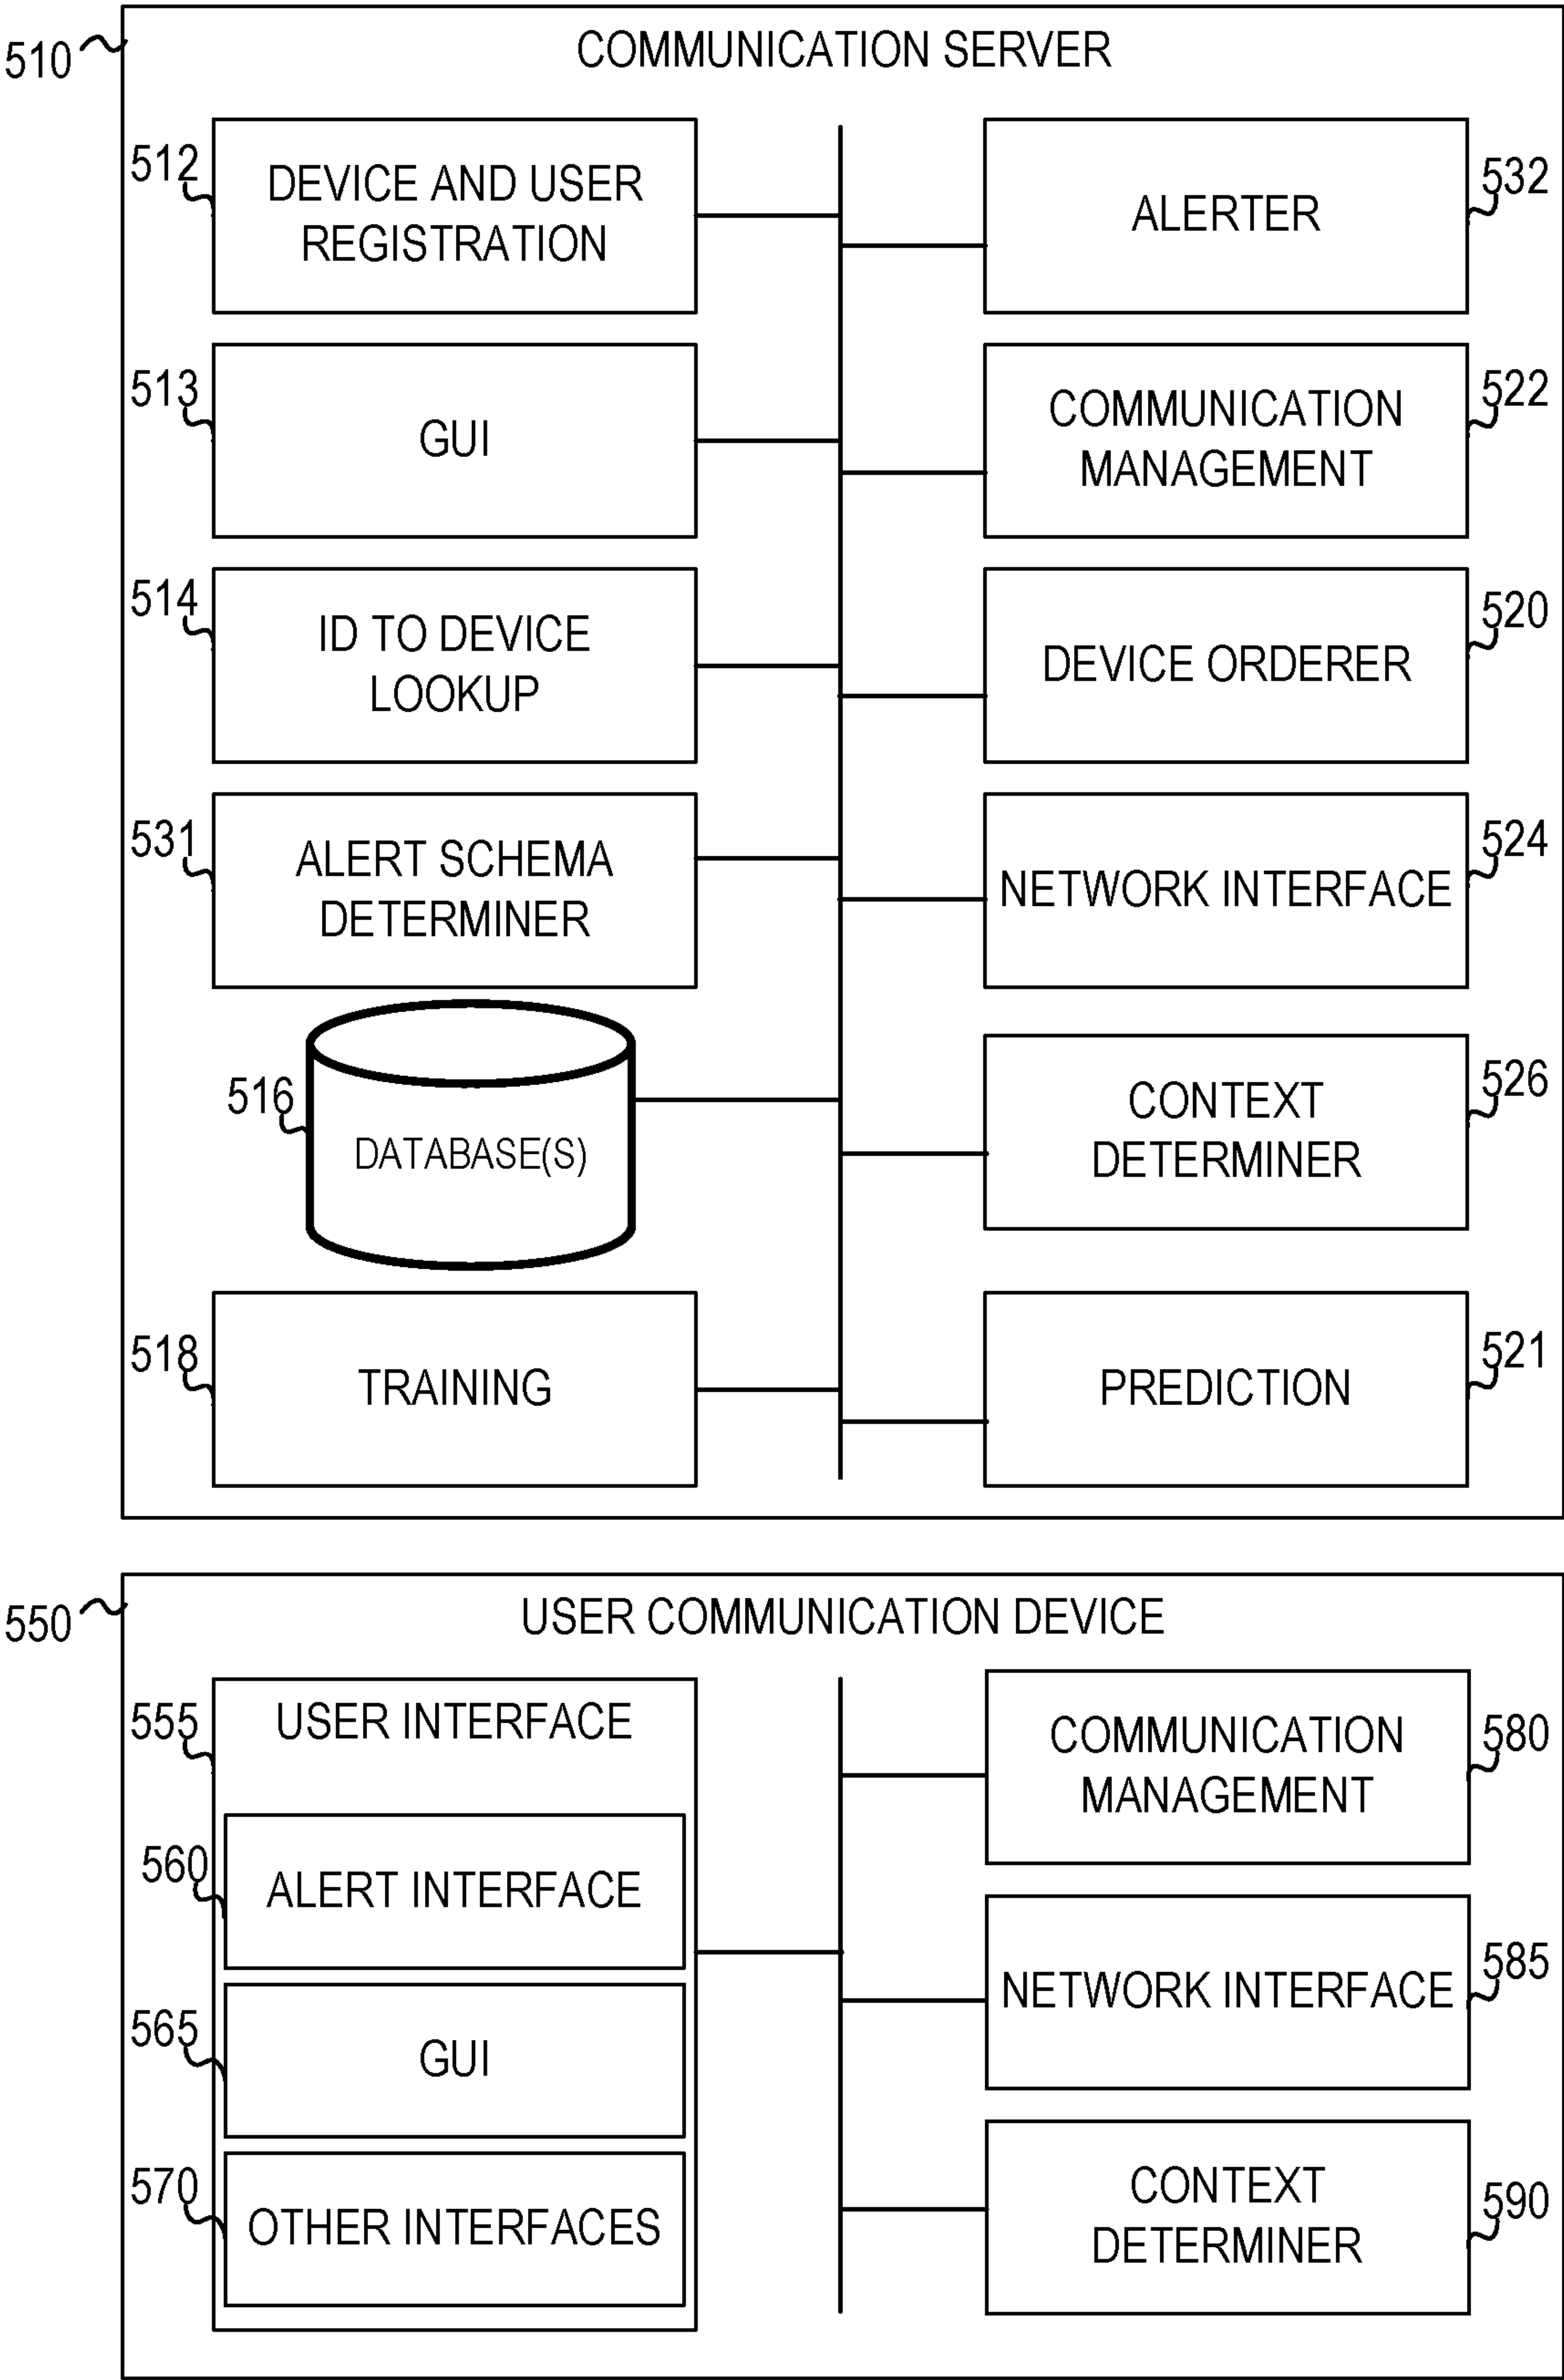 510
COMMUNICATION SERVER
512
DEVICE AND USER
REGISTRATION
532
ALERTER
513
GUI
522
COMMUNICATION
MANAGEMENT
514
ID TO DEVICE
LOOKUP
520
DEVICE ORDERER
531
ALERT SCHEMA
DETERMINER
524
NETWORK INTERFACE
516
DATABASE(S)
526
CONTEXT
DETERMINER
518
TRAINING
521
PREDICTION
550
USER COMMUNICATION DEVICE
555
USER INTERFACE
560
ALERT INTERFACE
565
GUI
570
OTHER INTERFACES
580
COMMUNICATION
MANAGEMENT
585
NETWORK INTERFACE
590
CONTEXT
DETERMINER